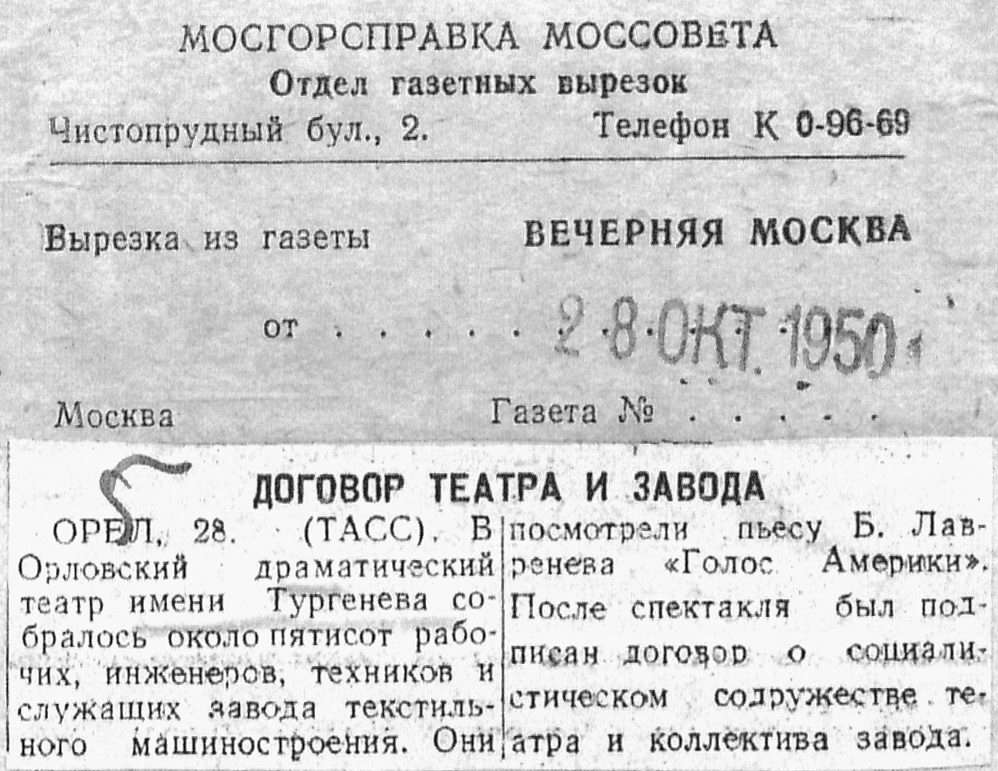 МОСГОРСПРАВКА МОССОВЕТА
Отдел газетных вырезок
Чистопрудный бул., 2. Телефон К 0-96-69
Вырезка из газеты ВЕЧЕРНЯЯ МОСКВА
от . . . . . 28 ОКТ. 1950
Москва Газета № . . . . .
ДОГОВОР ТЕАТРА И ЗАВОДА
ОРЕЛ, 28. (ТАСС). В
Орловский драматический
театр имени Тургенева со-
бралось около пятисот рабо-
чих, инженеров, техников и
служащих завода текстиль-
ного машиностроения. Они
посмотрели пьесу Б. Лав-
ренева «Голос Америки».
После спектакля был под-
писан договор о социали-
стическом содружестве те-
атра и коллектива завода.